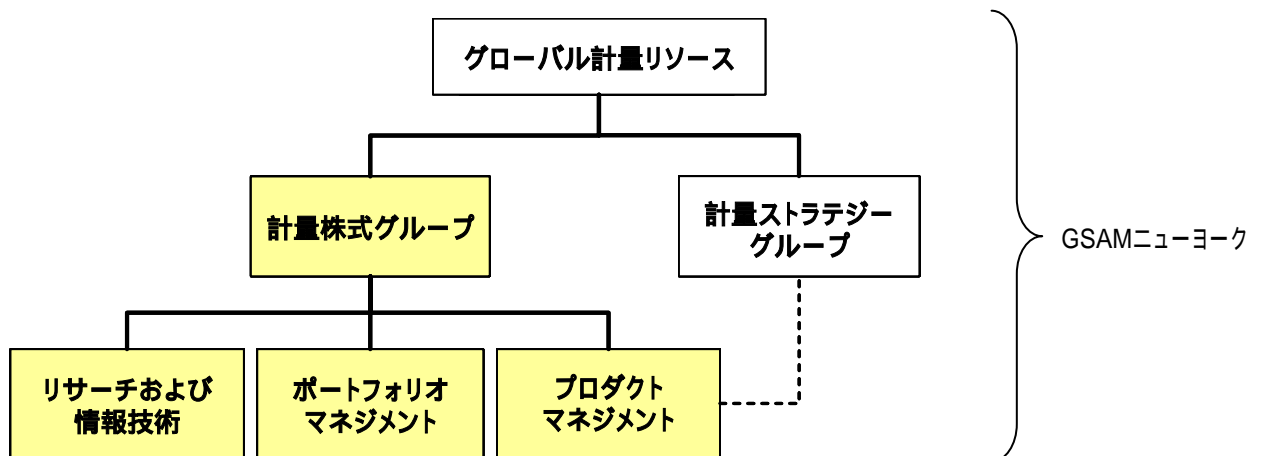 グローバル計量リソース
計量株式グループ
計量ストラテジー
グループ
GSAMニューヨーク
リサーチおよび
情報技術
ポートフォリオ
マネジメント
プロダクト
マネジメント